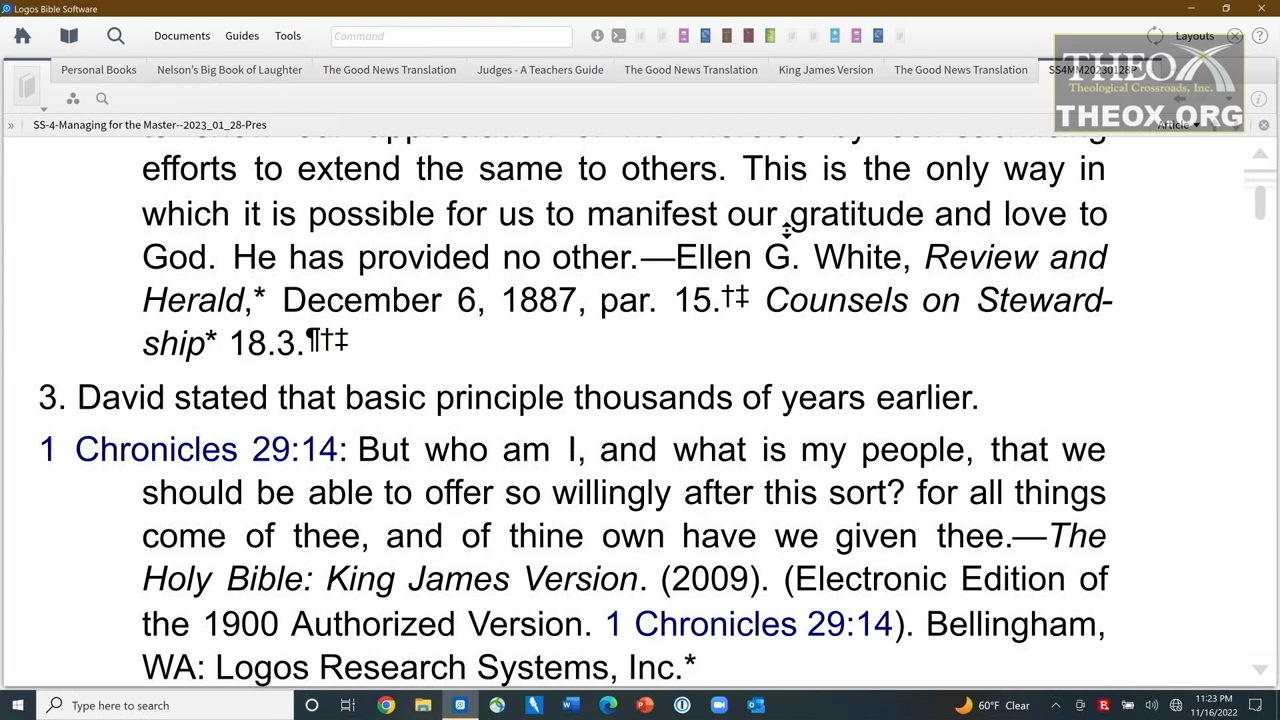 Logos Bible Software
Documents Guides Tools Command Layouts
Personal Books Nelson's Big Book of Laughter The Judges - A Teachers Guide The Good News Translation King James Version The Good News Translation SS4MM20230128P
THEOX
Theological Crossroads, Inc.
THEOX.ORG
SS-4-Managing for the Master--2023_01_28-Pres Article
efforts to extend the same to others. This is the only way in
which it is possible for us to manifest our gratitude and love to
God. He has provided no other.—Ellen G. White, Review and
Herald,* December 6, 1887, par. 15.†‡ Counsels on Steward-
ship* 18.3.¶†‡
3. David stated that basic principle thousands of years earlier.
1 Chronicles 29:14: But who am I, and what is my people, that we
should be able to offer so willingly after this sort? for all things
come of thee, and of thine own have we given thee.—The
Holy Bible: King James Version. (2009). (Electronic Edition of
the 1900 Authorized Version. 1 Chronicles 29:14). Bellingham,
WA: Logos Research Systems, Inc.*
Type here to search 60°F Clear 11:23 PM
11/16/2022